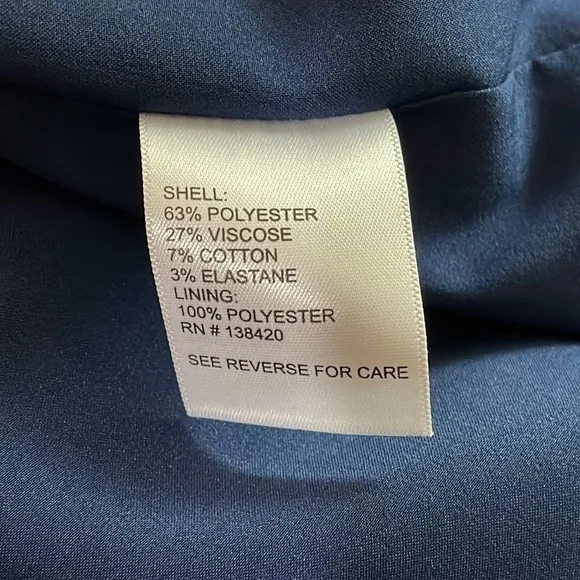 SHELL:
63% POLYESTER
27% VISCOSE
7% COTTON
3% ELASTANE
LINING:
100% POLYESTER
RN # 138420
SEE REVERSE FOR CARE